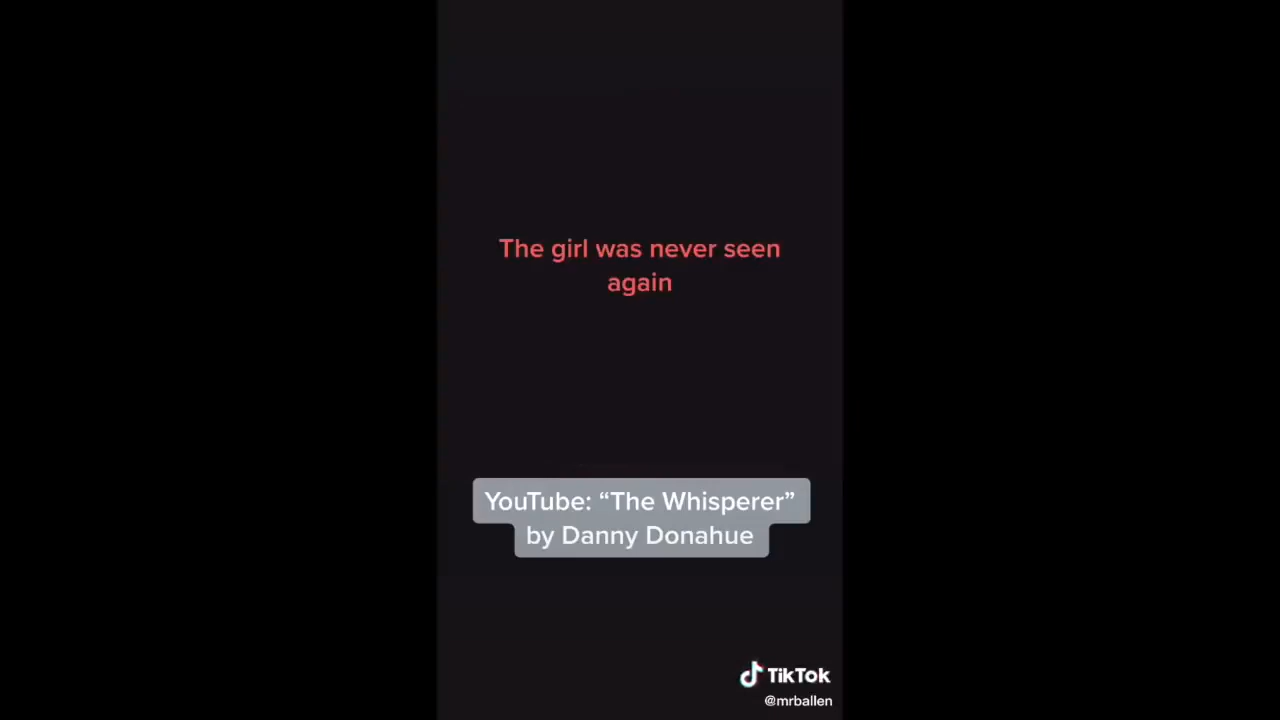 The girl was never seen
again
YouTube: “The Whisperer”
by Danny Donahue
TikTok
@mrballen